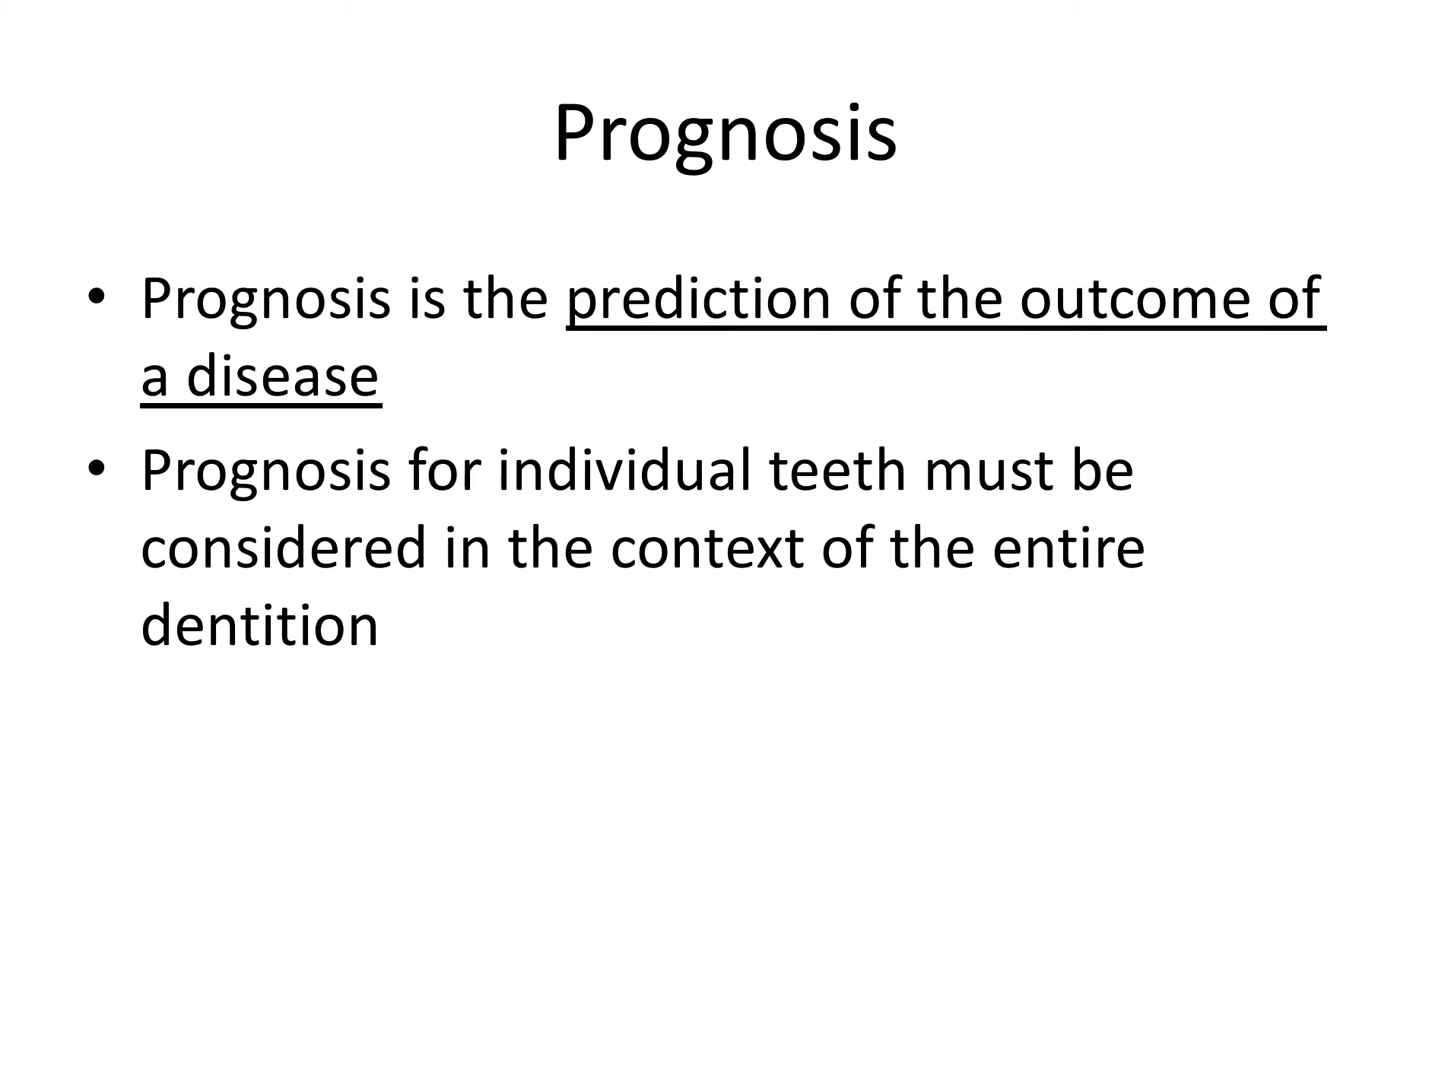 Prognosis
• Prognosis is the prediction of the outcome of
a disease
• Prognosis for individual teeth must be
considered in the context of the entire
dentition